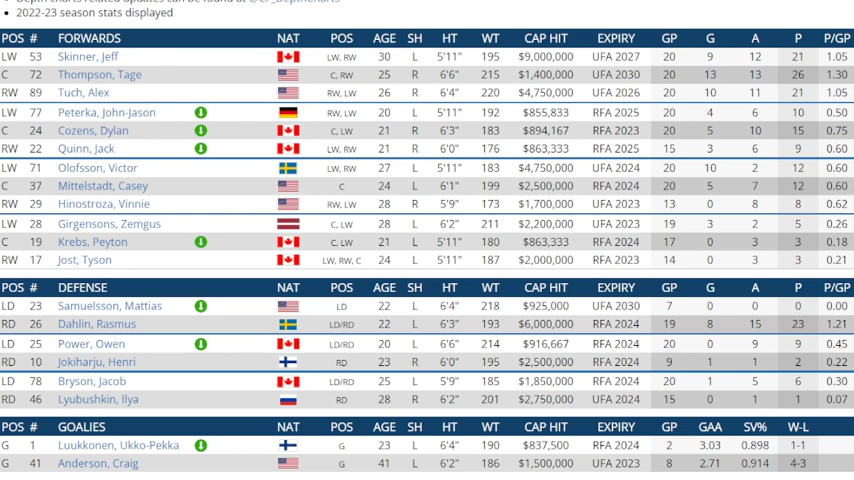 Depth charts related updates can be found at @CF_DepthCharts
2022-23 season stats displayed
POS # FORWARDS NAT POS AGE SH HT WT CAP HIT EXPIRY GP G A P P/GP
LW 53 Skinner, Jeff LW, RW 30 L 5'11" 195 $9,000,000 UFA 2027 20 9 12 21 1.05
C 72 Thompson, Tage C, RW 25 R 6'6" 215 $1,400,000 UFA 2030 20 13 13 26 1.30
RW 89 Tuch, Alex RW, LW 26 R 6'4" 220 $4,750,000 UFA 2026 20 10 11 21 1.05
LW 77 Peterka, John-Jason LW, RW 20 L 5'11" 192 $855,833 RFA 2025 20 4 6 10 0.50
C 24 Cozens, Dylan C, LW 21 R 6'3" 183 $894,167 RFA 2023 20 5 10 15 0.75
RW 22 Quinn, Jack RW, LW 21 R 6'0" 176 $863,333 RFA 2025 15 3 6 9 0.60
LW 71 Olofsson, Victor LW, RW 27 L 5'11" 183 $4,750,000 UFA 2024 20 10 2 12 0.60
C 37 Mittelstadt, Casey C 24 L 6'1" 199 $2,500,000 RFA 2024 20 5 7 12 0.60
RW 29 Hinostroza, Vinnie RW, LW 28 R 5'9" 173 $1,700,000 UFA 2023 13 0 8 8 0.62
LW 28 Girgensons, Zemgus C, LW 28 L 6'2" 211 $2,200,000 UFA 2023 19 3 2 5 0.26
C 19 Krebs, Peyton C, LW 21 L 5'11" 180 $863,333 RFA 2024 17 0 3 3 0.18
RW 17 Jost, Tyson LW, RW, C 24 L 5'11" 187 $2,000,000 RFA 2023 14 0 3 3 0.21
POS # DEFENSE NAT POS AGE SH HT WT CAP HIT EXPIRY GP G A P P/GP
LD 23 Samuelsson, Mattias LD 22 L 6'4" 218 $925,000 UFA 2030 7 0 0 0 0.00
RD 26 Dahlin, Rasmus LD/RD 22 L 6'3" 193 $6,000,000 RFA 2024 19 8 15 23 1.21
LD 25 Power, Owen LD/RD 20 L 6'6" 214 $916,667 RFA 2024 20 0 9 9 0.45
RD 10 Jokiharju, Henri RD 23 R 6'0" 195 $2,500,000 RFA 2024 9 1 1 2 0.22
LD 78 Bryson, Jacob LD/RD 25 L 5'9" 185 $1,850,000 RFA 2024 20 1 5 6 0.30
RD 46 Lyubushkin, Ilya RD 28 R 6'2" 201 $2,750,000 UFA 2024 15 0 1 1 0.07
POS # GOALIES NAT POS AGE SH HT WT CAP HIT EXPIRY GP GAA SV% W-L
G 1 Luukkonen, Ukko-Pekka G 23 L 6'4" 190 $837,500 RFA 2024 2 3.03 0.898 1-1
G 41 Anderson, Craig G 41 L 6'2" 186 $1,500,000 UFA 2023 8 2.71 0.914 4-3